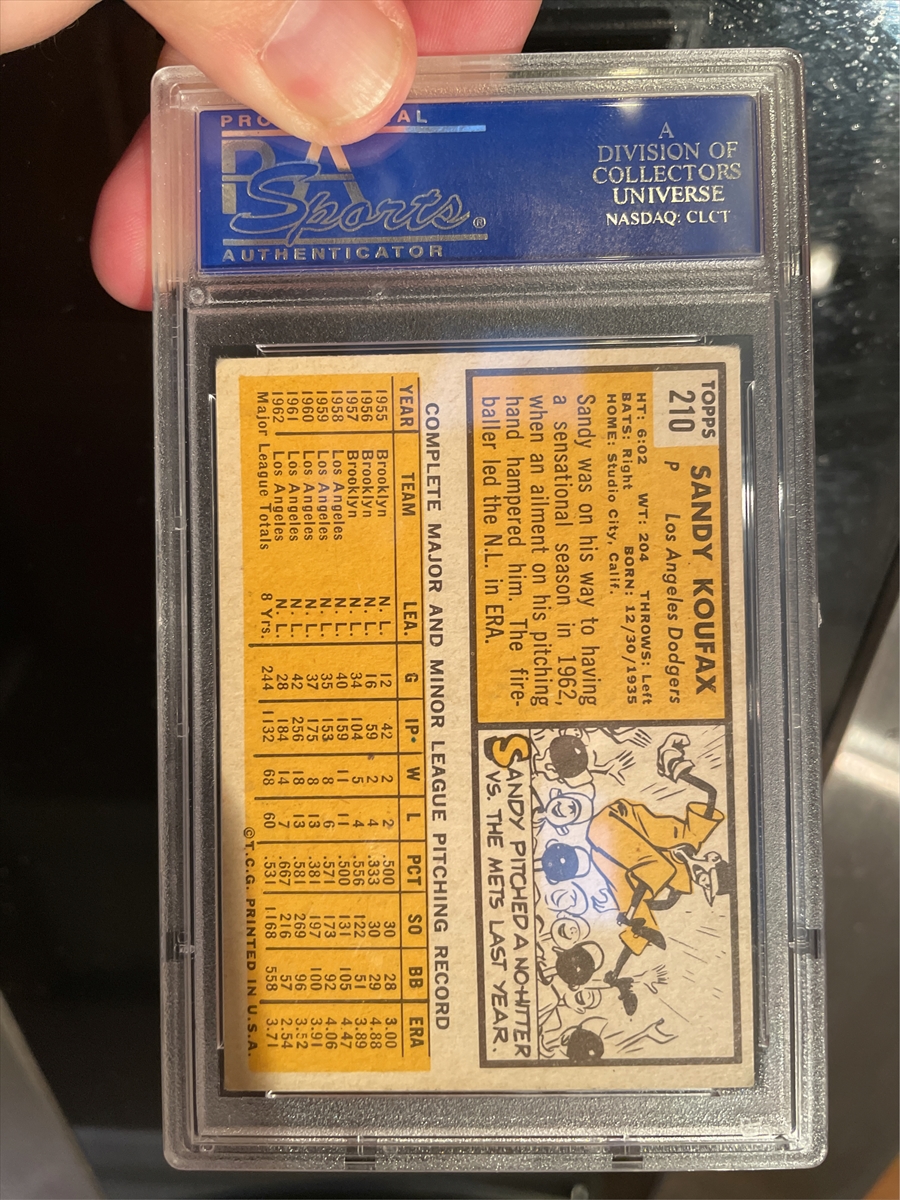 Sports®
AUTHENTICATOR
A
DIVISION OF
COLLECTORS
UNIVERSE
NASDAQ: CLCT
TOPPS
210
SANDY KOUFAX
P Los Angeles Dodgers
HT: 6:02 WT: 204 THROWS: Left
BATS: Right BORN: 12/30/1935
HOME: Studio City, Calif.
Sandy was on his way to having
a sensational season in 1962,
when an ailment on his pitching
hand hampered him. The fire-
baller led the N.L. in ERA.
SANDY PITCHED A NO-HITTER
VS. THE METS LAST YEAR.
COMPLETE MAJOR AND MINOR LEAGUE PITCHING RECORD
YEAR TEAM LEA. G IP• W L PCT SO BB ERA
1955 Brooklyn N. L. 12 42 2 2 .500 30 28 3.00
1956 Brooklyn N. L. 16 59 2 4 .333 30 29 4.88
1957 Brooklyn N. L. 34 104 5 4 .556 122 51 3.89
1958 Los Angeles N. L. 40 159 11 11 .500 131 105 4.47
1959 Los Angeles N. L. 35 153 8 6 .571 173 92 4.06
1960 Los Angeles N. L. 37 175 8 13 .381 197 100 3.91
1961 Los Angeles N. L. 42 256 18 13 .581 269 96 3.52
1962 Los Angeles N. L. 28 184 14 7 .667 216 57 2.54
Major League Totals 8 Yrs. 244 1132 68 60 .531 1168 558 3.71
©T.C.G. PRINTED IN U.S.A.